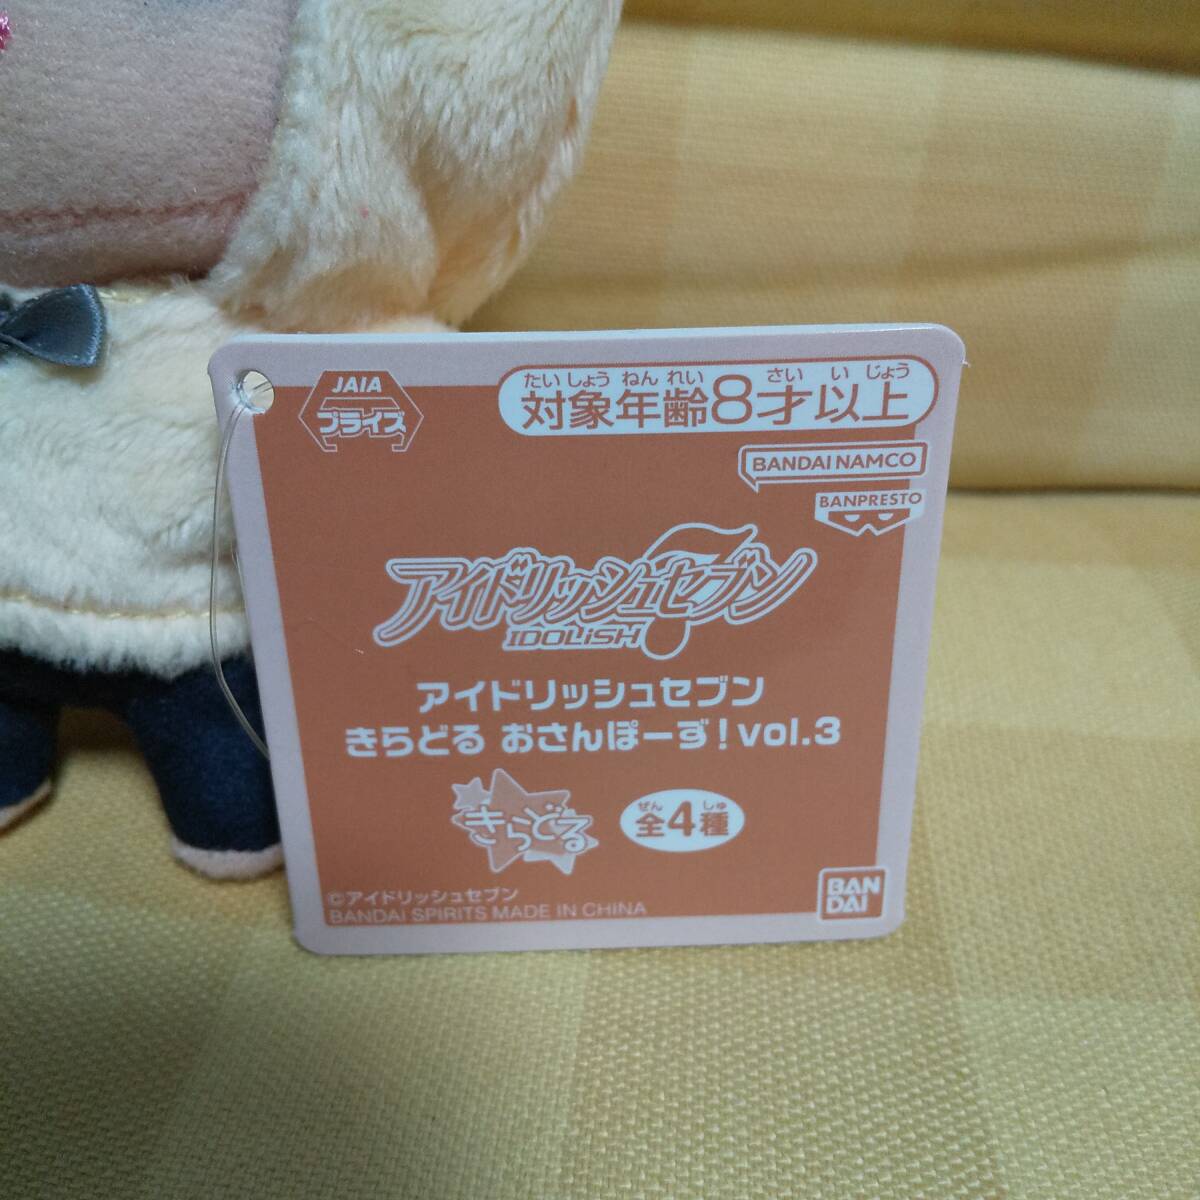 JAIA
プライズ
たいしょうねんれい さいいじょう
対象年齢8才以上
BANDAI NAMCO
BANPRESTO
アイドリッシュセブン
IDOLiSH7
アイドリッシュセブン
きらどる おさんぽーず!vol.3
きらどる
ぜん しゅ
全4種
©アイドリッシュセブン
BANDAI SPIRITS MADE IN CHINA
BAN
DAI